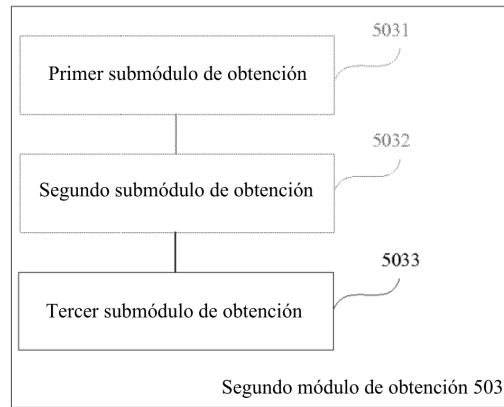 5031
Primer submódulo de obtención
5032
Segundo submódulo de obtención
5033
Tercer submódulo de obtención
Segundo módulo de obtención 503